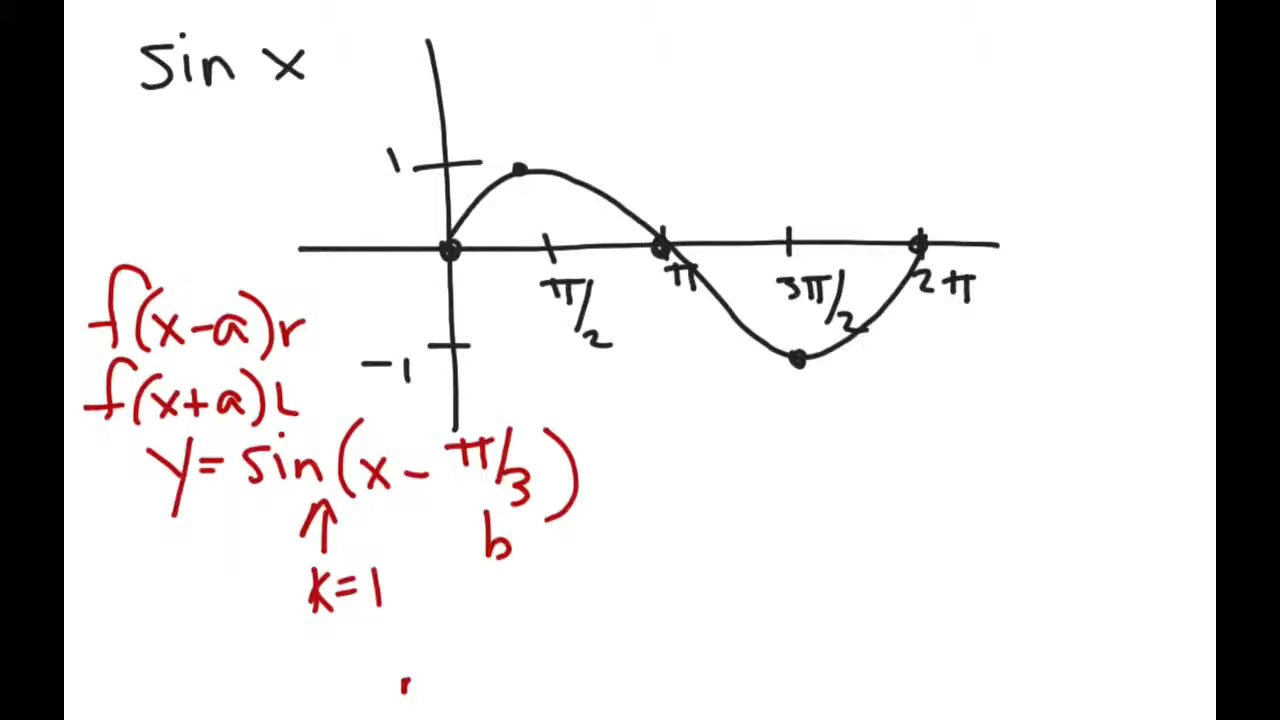 sin x
1
π/2
π
3π/2
2π
-1
f(x-a)r
f(x+a)L
y=sin(x-π/3)
b
k=1